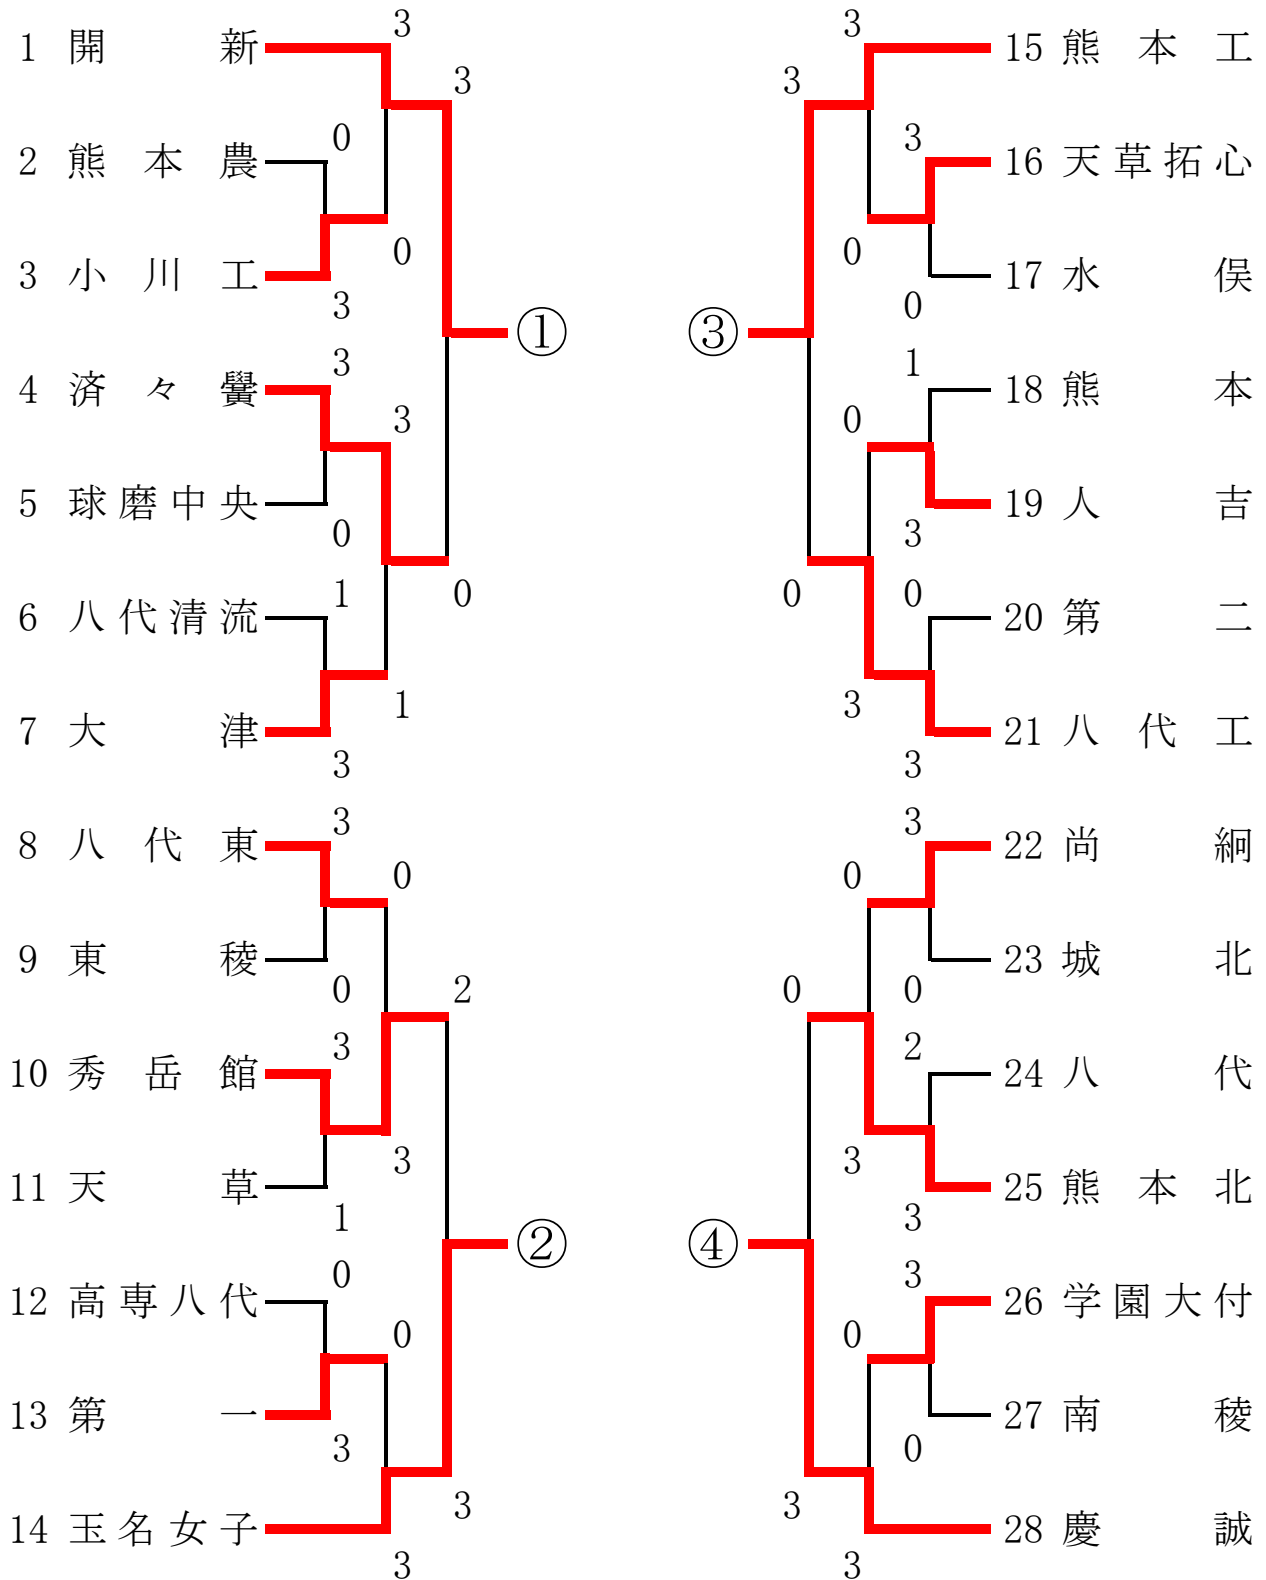 3
1 開新
3
2 熊本農
0
3 小川工
0
3
①
3
4 済々黌
3
5 球磨中央
0
1
0
6 八代清流
1
7 大津
3
3
8 八代東
0
9 東稜
0
2
3
10 秀岳館
3
11 天草
1
②
0
12 高専八代
0
13 第一
3
3
14 玉名女子
3
3
15 熊本工
3
3
16 天草拓心
0
17 水俣
0
③
1
18 熊本
0
19 人吉
3
0
0
20 第二
3
21 八代工
3
3
22 尚絅
0
23 城北
0
0
2
24 八代
3
25 熊本北
3
④
3
26 学園大付
0
27 南稜
0
3
28 慶誠
3